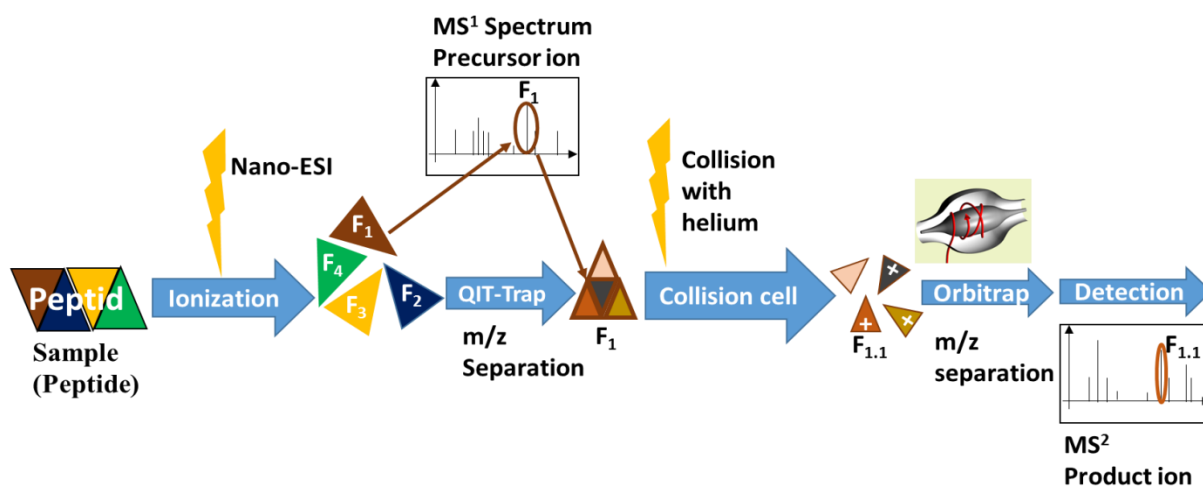 MS¹ Spectrum
Precursor ion
F₁
Nano-ESI
Collision
with
helium
F₁
F₄
F₃
F₂
Peptid
Ionization
QIT-Trap
Collision cell
Orbitrap
Detection
Sample
(Peptide)
m/z
Separation
F₁
+
+
+
F₁.₁
m/z
separation
F₁.₁
MS²
Product ion